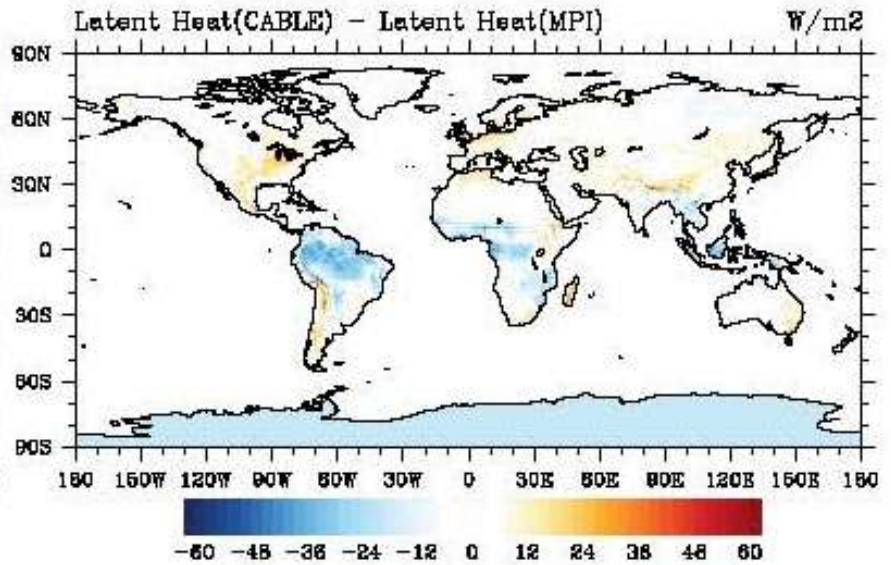 Latent Heat(CABLE) - Latent Heat(MPI) W/m2
90N
60N
30N
0
30S
60S
90S
180 150W 120W 90W 60W 30W 0 30E 60E 90E 120E 150E 180
-60 -48 -36 -24 -12 0 12 24 36 48 60